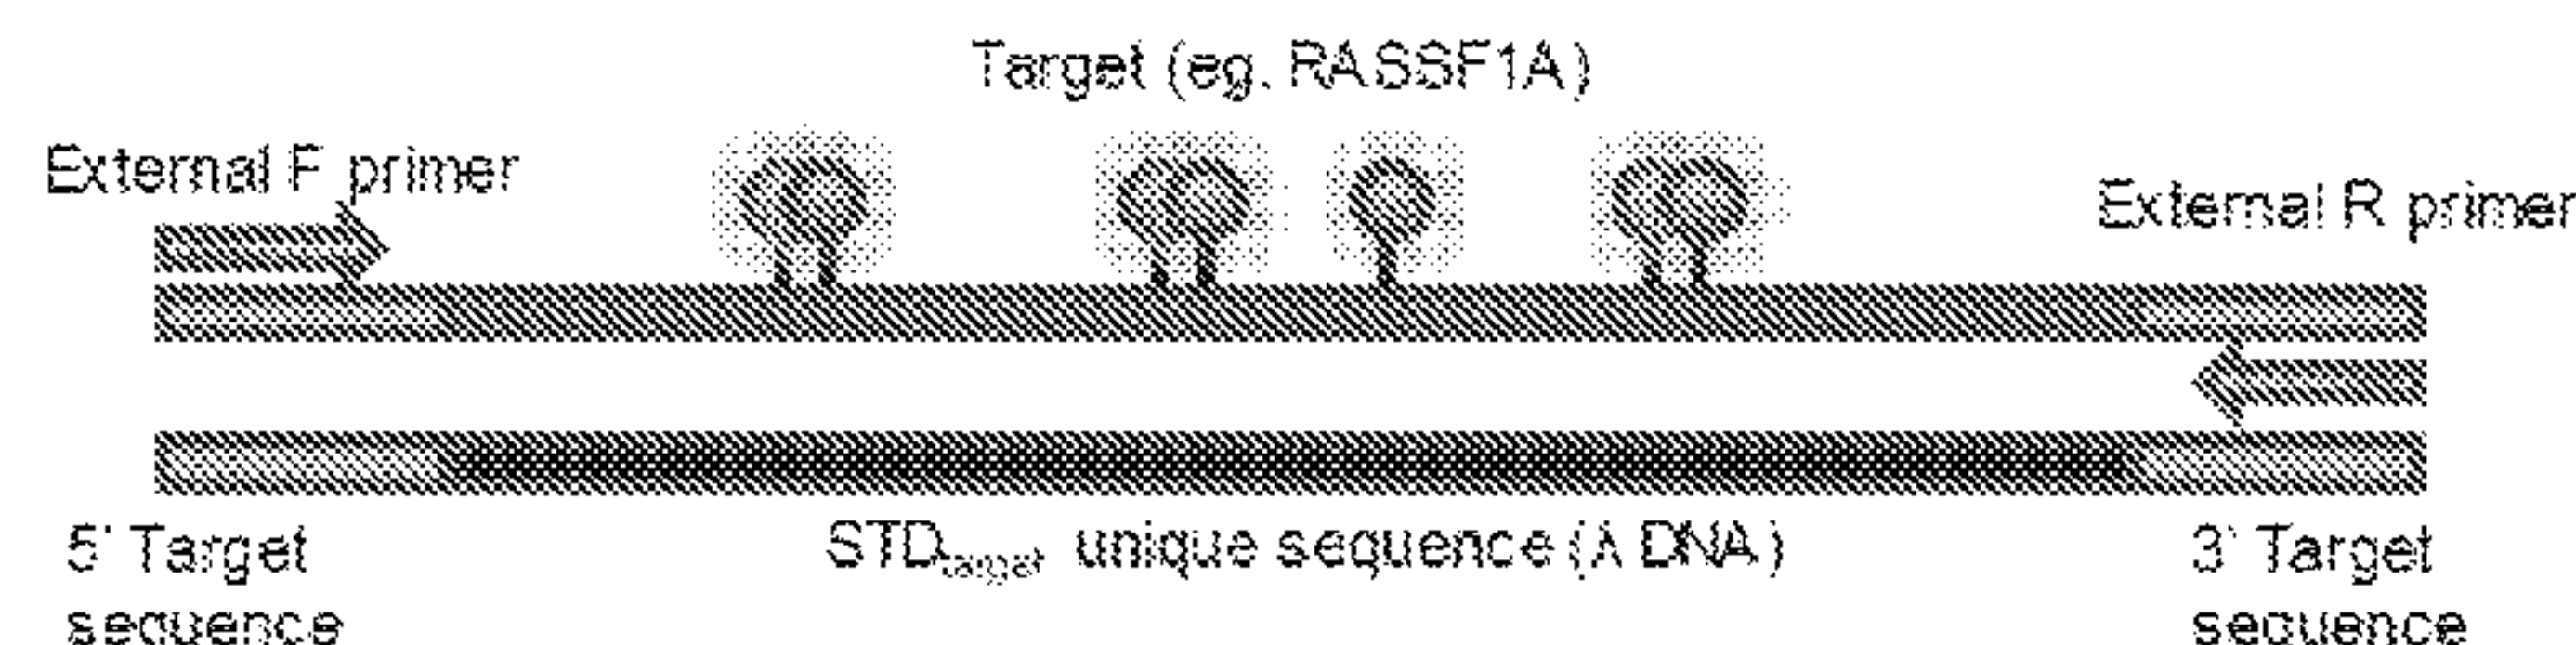 Target (eg. RASSF1A)
External F primer
External R primer
5' Target
sequence
STDtarget unique sequence (λ DNA)
3' Target
sequence